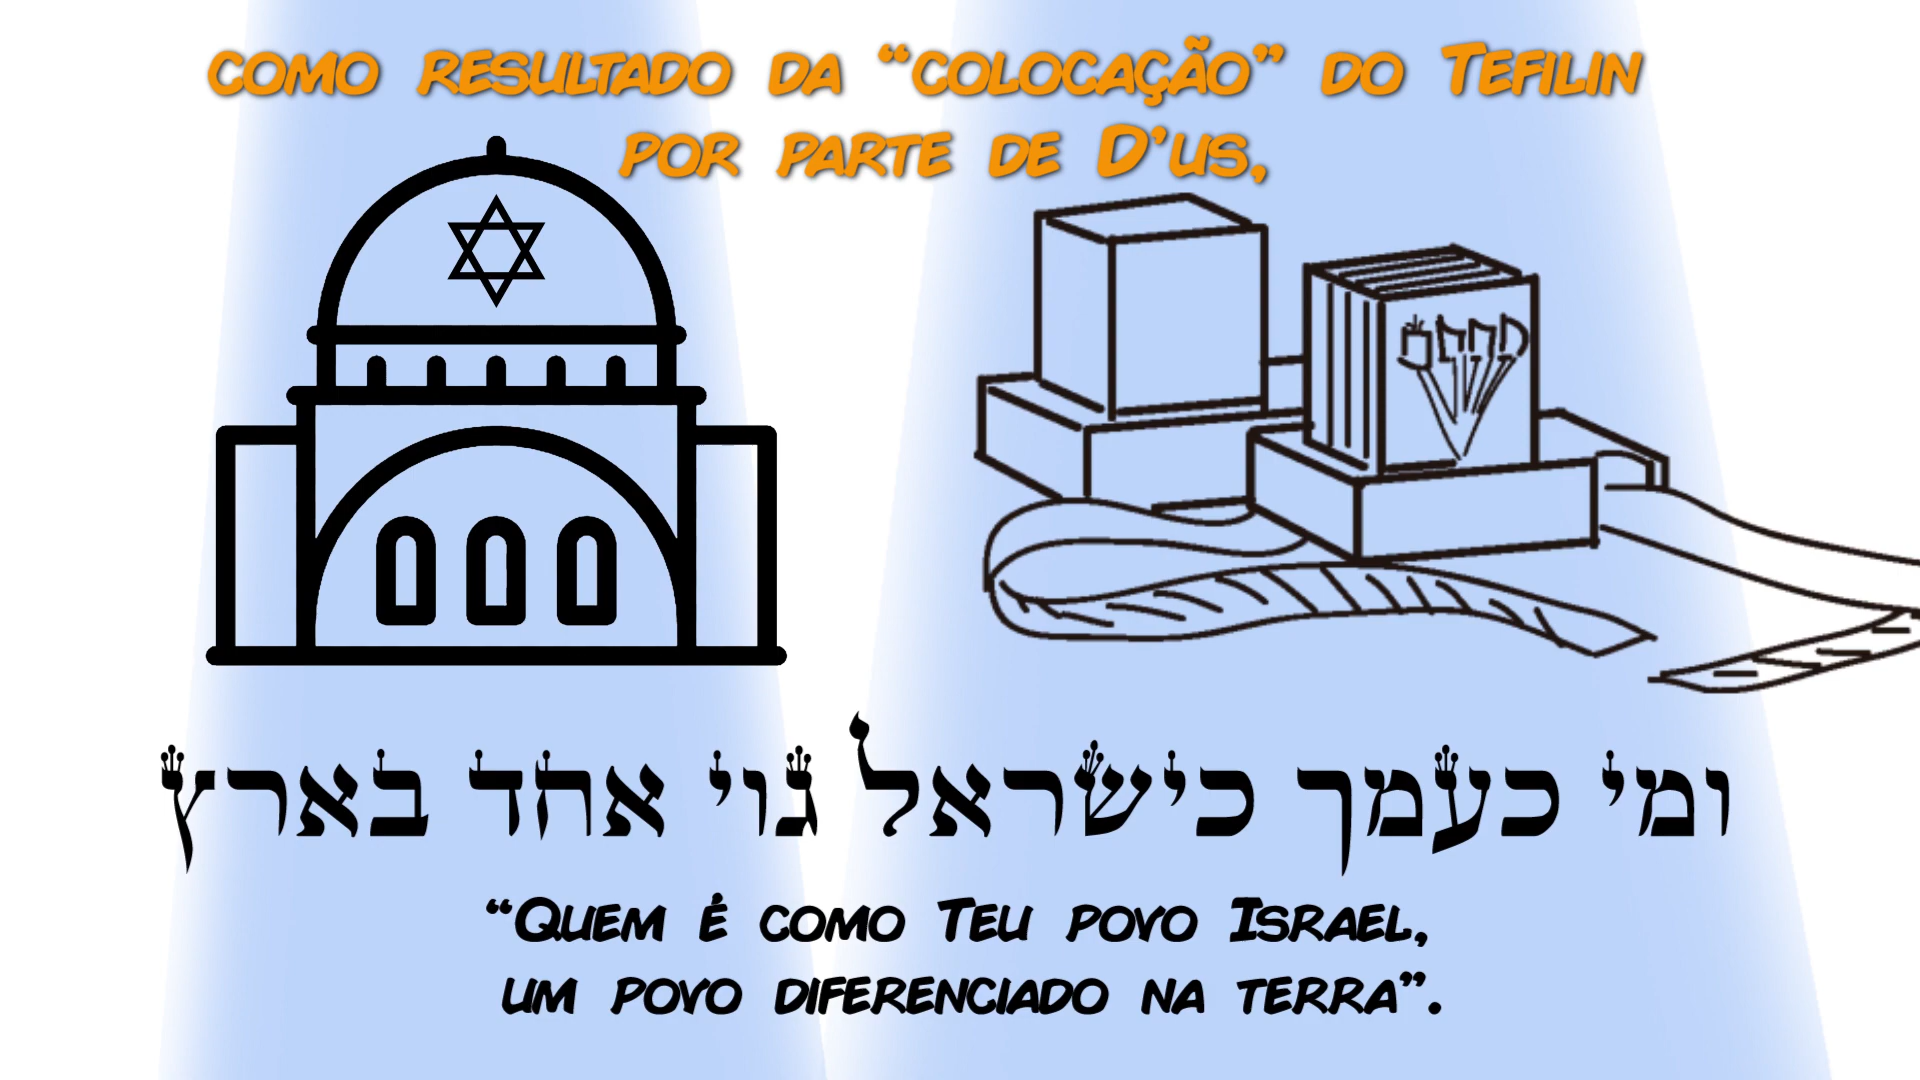 COMO RESULTADO DA “COLOCAÇÃO” DO TEFILIN
POR PARTE DE D’US,
ומי כעמך כישראל גוי אחד בארץ
“QUEM É COMO TEU POVO ISRAEL,
UM POVO DIFERENCIADO NA TERRA”.